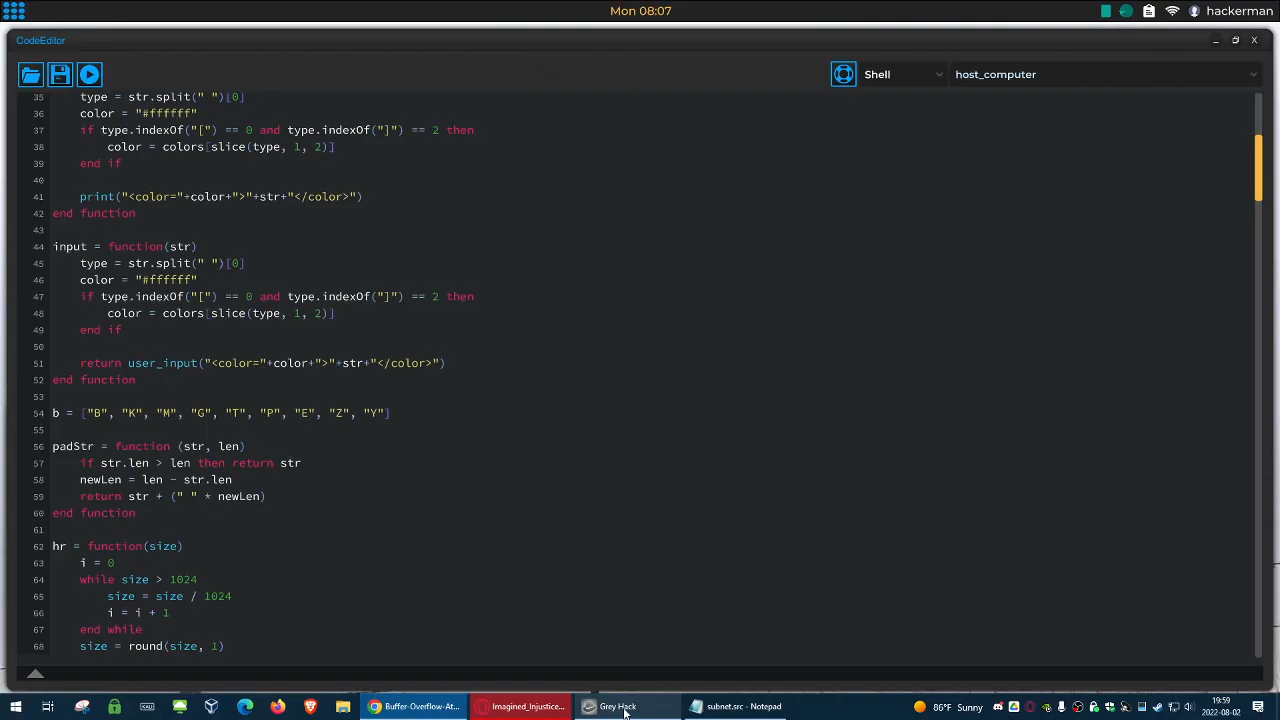 Mon 08:07
hackerman
CodeEditor
Shell
host_computer
35 type = str.split(" ")[0]
36 color = "#ffffff"
37 if type.indexOf("[") == 0 and type.indexOf("]") == 2 then
38 color = colors[slice(type, 1, 2)]
39 end if
40
41 print("<color="+color+">"+str+"</color>")
42 end function
43
44 input = function(str)
45 type = str.split(" ")[0]
46 color = "#ffffff"
47 if type.indexOf("[") == 0 and type.indexOf("]") == 2 then
48 color = colors[slice(type, 1, 2)]
49 end if
50
51 return user_input("<color="+color+">"+str+"</color>")
52 end function
53
54 b = ["B", "K", "M", "G", "T", "P", "E", "Z", "Y"]
55
56 padStr = function (str, len)
57 if str.len > len then return str
58 newLen = len - str.len
59 return str + (" " * newLen)
60 end function
61
62 hr = function(size)
63 i = 0
64 while size > 1024
65 size = size / 1024
66 i = i + 1
67 end while
68 size = round(size, 1)
Buffer-Overflow-At...
Imagined_Injustice...
Grey Hack
subnet.src - Notepad
86°F Sunny
19:59
2022-08-02